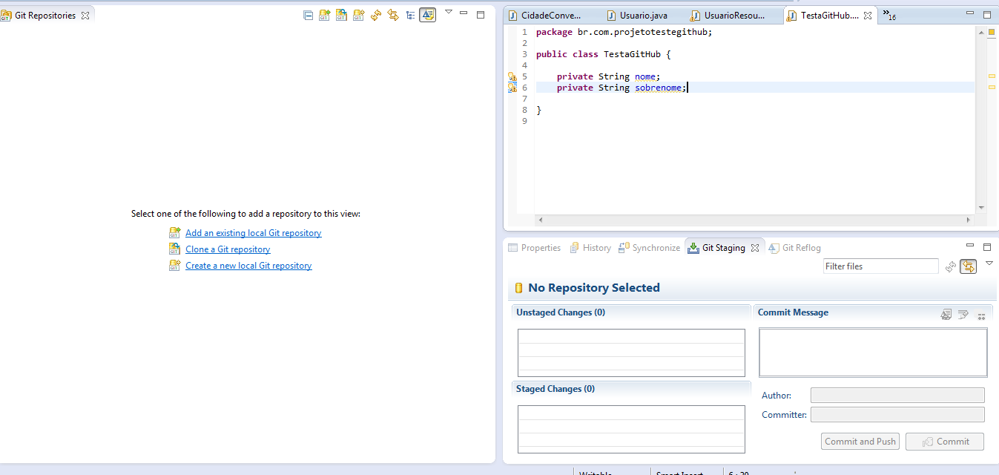 Git Repositories
Select one of the following to add a repository to this view:
Add an existing local Git repository
Clone a Git repository
Create a new local Git repository
CidadeConve... Usuario.java UsuarioResou... TestaGitHub.... »16
1 package br.com.projetotestegithub;
2
3 public class TestaGitHub {
4
5 private String nome;
6 private String sobrenome;
7
8 }
9
Properties History Synchronize Git Staging Git Reflog
Filter files
No Repository Selected
Unstaged Changes (0)
Commit Message
Staged Changes (0)
Author:
Committer:
Commit and Push Commit
Writable Smart Insert 6 : 30